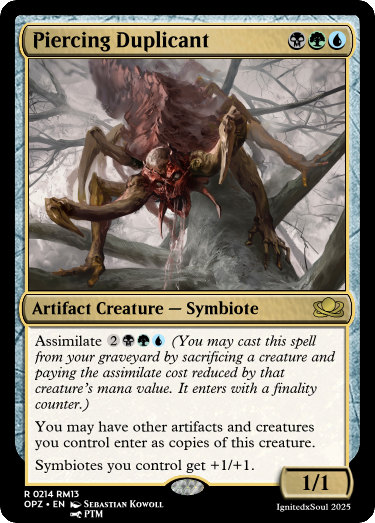 Piercing Duplicant
Artifact Creature — Symbiote
Assimilate 2 (You may cast this spell
from your graveyard by sacrificing a creature and
paying the assimilate cost reduced by that
creature's mana value. It enters with a finality
counter.)
You may have other artifacts and creatures
you control enter as copies of this creature.
Symbiotes you control get +1/+1.
1/1
R 0214 RM13
OPZ • EN Sebastian Kowoll
PTM
IgnitedxSoul 2025